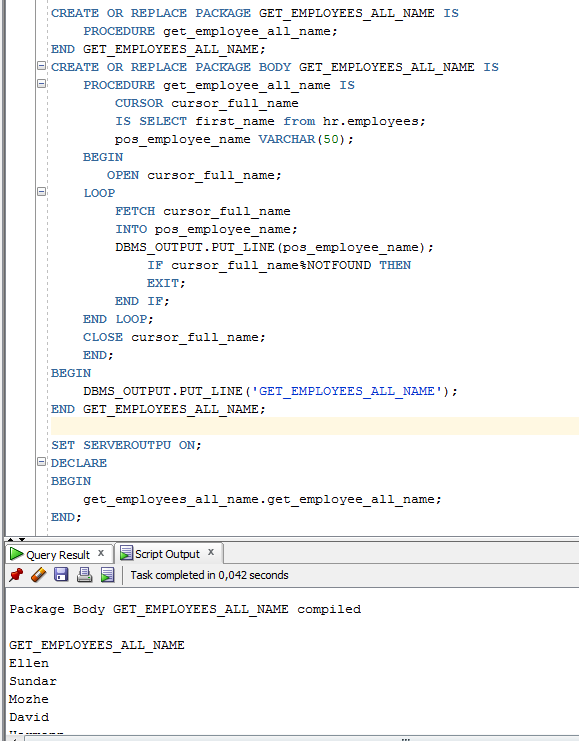 CREATE OR REPLACE PACKAGE GET_EMPLOYEES_ALL_NAME IS
PROCEDURE get_employee_all_name;
END GET_EMPLOYEES_ALL_NAME;
CREATE OR REPLACE PACKAGE BODY GET_EMPLOYEES_ALL_NAME IS
PROCEDURE get_employee_all_name IS
CURSOR cursor_full_name
IS SELECT first_name from hr.employees;
pos_employee_name VARCHAR(50);
BEGIN
OPEN cursor_full_name;
LOOP
FETCH cursor_full_name
INTO pos_employee_name;
DBMS_OUTPUT.PUT_LINE(pos_employee_name);
IF cursor_full_name%NOTFOUND THEN
EXIT;
END IF;
END LOOP;
CLOSE cursor_full_name;
END;
BEGIN
DBMS_OUTPUT.PUT_LINE('GET_EMPLOYEES_ALL_NAME');
END GET_EMPLOYEES_ALL_NAME;
SET SERVEROUTPU ON;
DECLARE
BEGIN
get_employees_all_name.get_employee_all_name;
END;
Query Result x Script Output x
Task completed in 0,042 seconds
Package Body GET_EMPLOYEES_ALL_NAME compiled
GET_EMPLOYEES_ALL_NAME
Ellen
Sundar
Mozhe
David